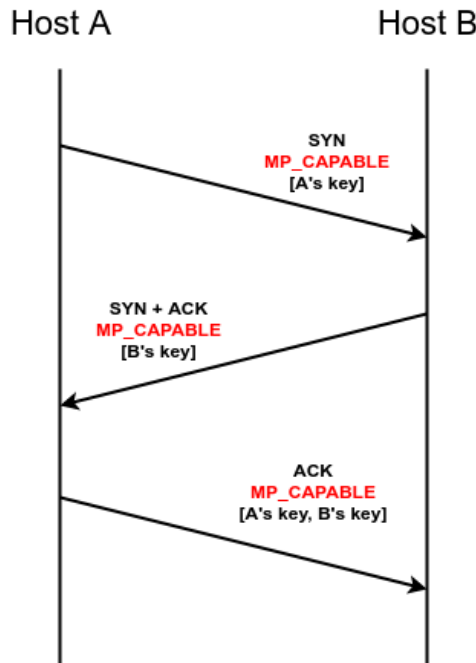 Host A
Host B
SYN
MP_CAPABLE
[A's key]
SYN + ACK
MP_CAPABLE
[B's key]
ACK
MP_CAPABLE
[A's key, B's key]